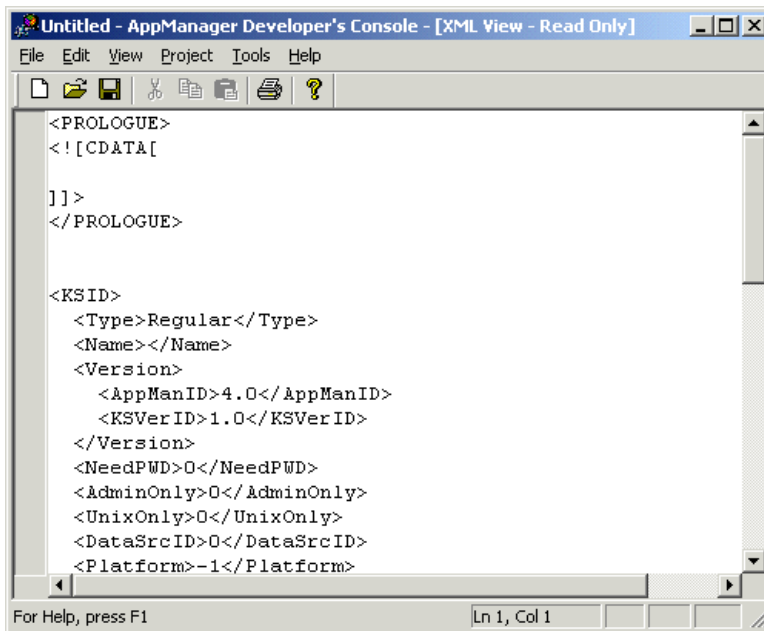 Untitled - AppManager Developer's Console - [XML View - Read Only]
File Edit View Project Tools Help
<PROLOGUE>
<![CDATA[
]]>
</PROLOGUE>
<KSID>
<Type>Regular</Type>
<Name></Name>
<Version>
<AppManID>4.0</AppManID>
<KSVerID>1.0</KSVerID>
</Version>
<NeedPWD>0</NeedPWD>
<AdminOnly>0</AdminOnly>
<UnixOnly>0</UnixOnly>
<DataSrcID>0</DataSrcID>
<Platform>-1</Platform>
For Help, press F1 Ln 1, Col 1